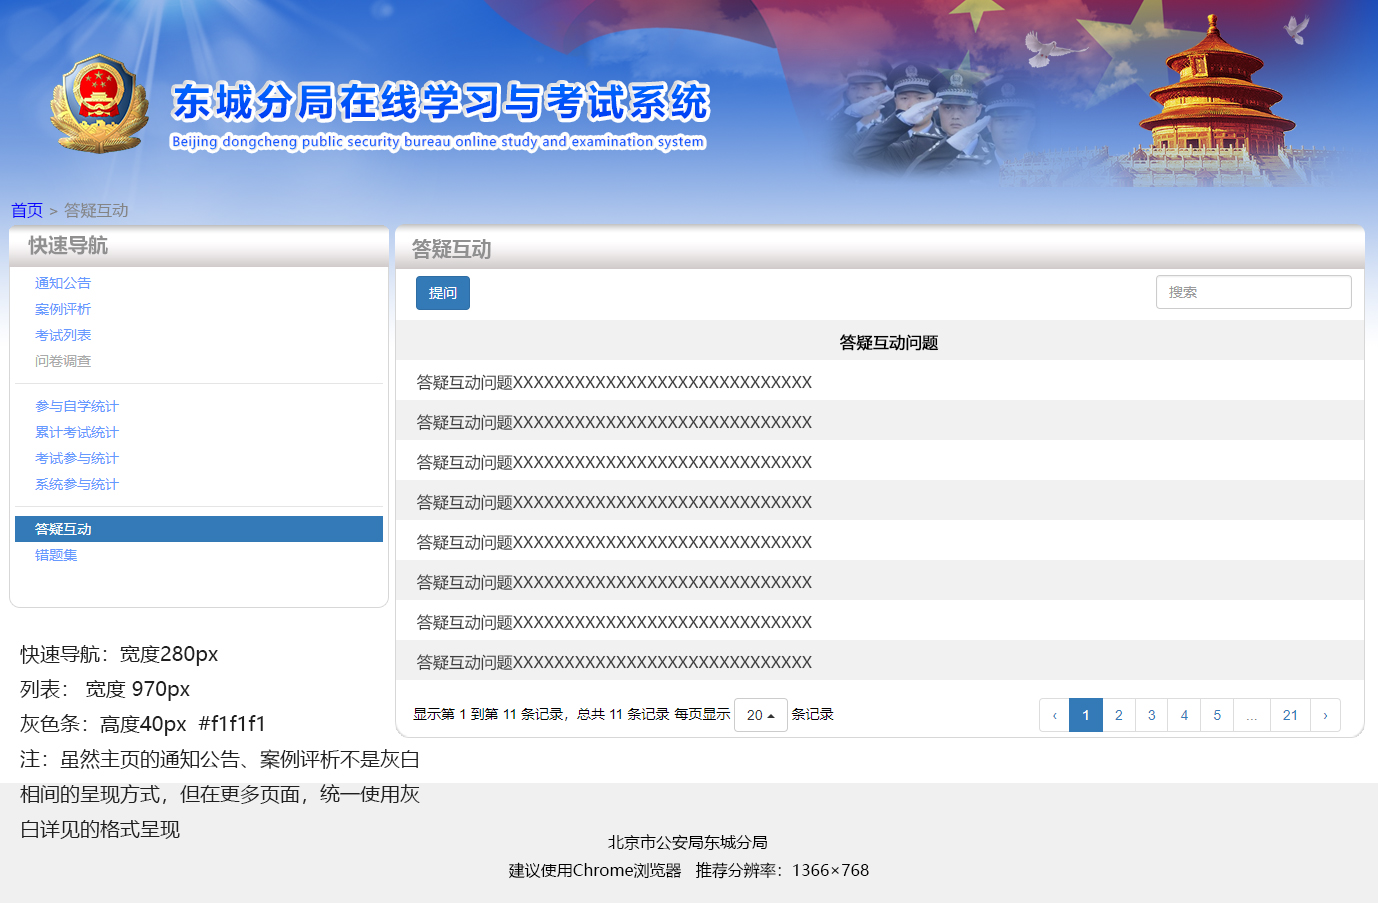 东城分局在线学习与考试系统
Beijing dongcheng public security bureau online study and examination system
首页 > 答疑互动
快速导航
通知公告
案例评析
考试列表
问卷调查
参与自学统计
累计考试统计
考试参与统计
系统参与统计
答疑互动
错题集
答疑互动
提问
搜索
答疑互动问题
答疑互动问题XXXXXXXXXXXXXXXXXXXXXXXXXXXXX
答疑互动问题XXXXXXXXXXXXXXXXXXXXXXXXXXXXX
答疑互动问题XXXXXXXXXXXXXXXXXXXXXXXXXXXXX
答疑互动问题XXXXXXXXXXXXXXXXXXXXXXXXXXXXX
答疑互动问题XXXXXXXXXXXXXXXXXXXXXXXXXXXXX
答疑互动问题XXXXXXXXXXXXXXXXXXXXXXXXXXXXX
答疑互动问题XXXXXXXXXXXXXXXXXXXXXXXXXXXXX
答疑互动问题XXXXXXXXXXXXXXXXXXXXXXXXXXXXX
显示第 1 到第 11 条记录，总共 11 条记录 每页显示 20 条记录
‹ 1 2 3 4 5 ... 21 ›
快速导航：宽度280px
列表： 宽度 970px
灰色条：高度40px #f1f1f1
注：虽然主页的通知公告、案例评析不是灰白
相间的呈现方式，但在更多页面，统一使用灰
白详见的格式呈现
北京市公安局东城分局
建议使用Chrome浏览器 推荐分辨率：1366×768